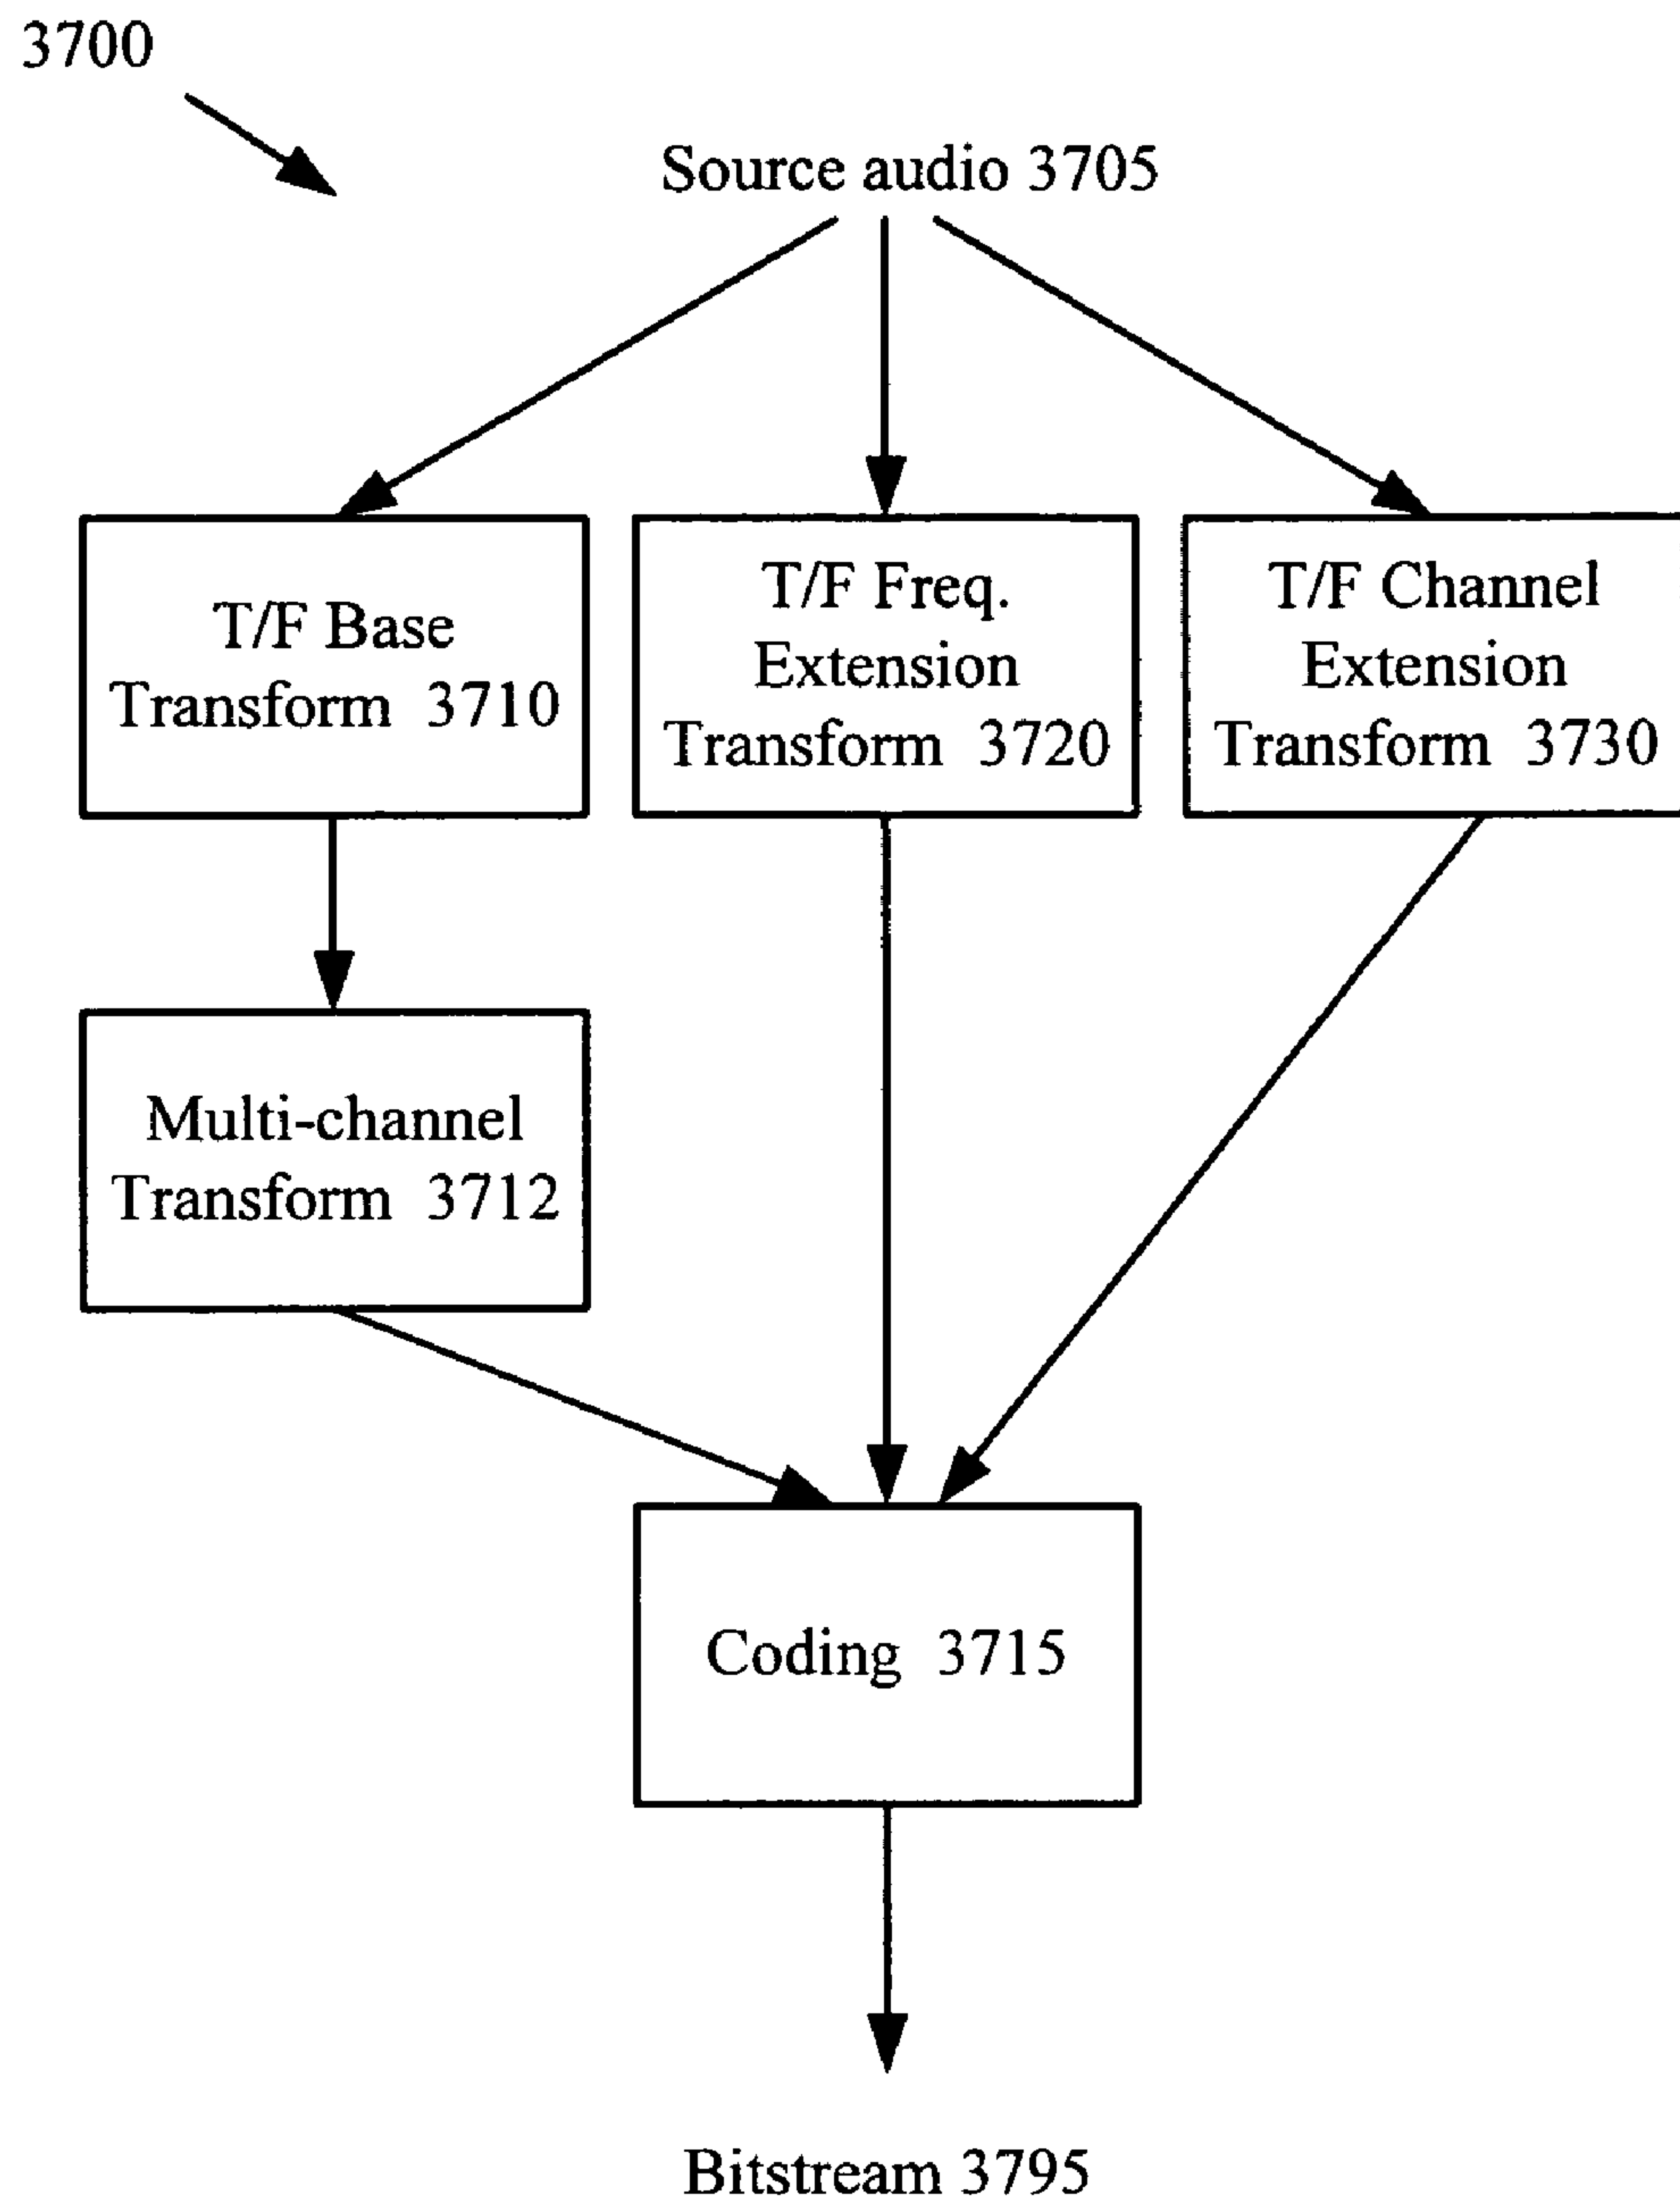 3700
Source audio 3705
T/F Base
Transform 3710
T/F Freq.
Extension
Transform 3720
T/F Channel
Extension
Transform 3730
Multi-channel
Transform 3712
Coding 3715
Bitstream 3795